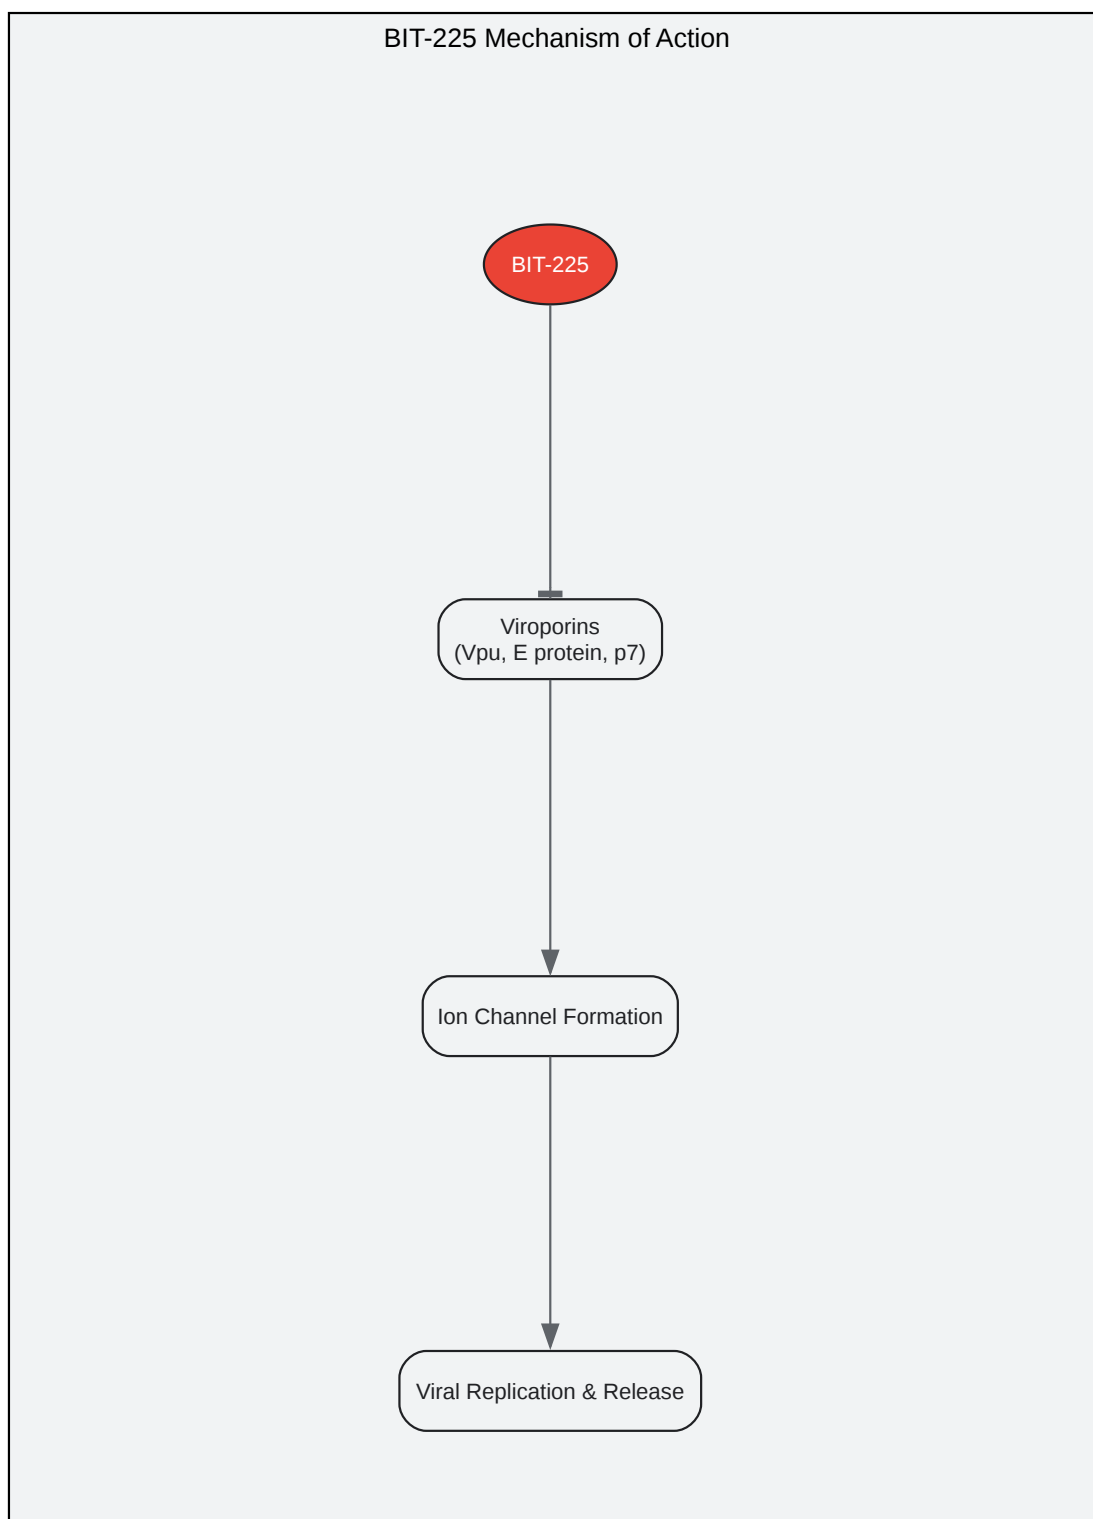 BIT-225 Mechanism of Action
BIT-225
Viroporins
(Vpu, E protein, p7)
Ion Channel Formation
Viral Replication & Release